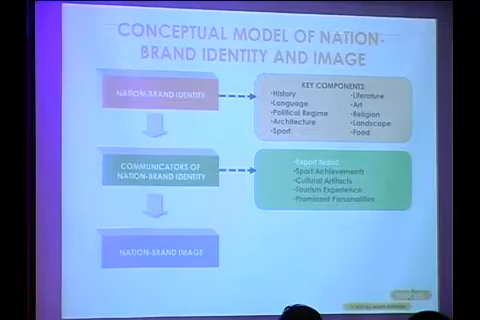 CONCEPTUAL MODEL OF NATION-
BRAND IDENTITY AND IMAGE
NATION-BRAND IDENTITY
KEY COMPONENTS:
•History
•Language
•Political Regime
•Architecture
•Sport
•Literature
•Art
•Religion
•Landscape
•Food
COMMUNICATORS OF
NATION-BRAND IDENTITY
•Export Brand
•Sport Achievements
•Cultural Artifacts
•Tourism Experience
•Prominent Personalities
NATION-BRAND IMAGE